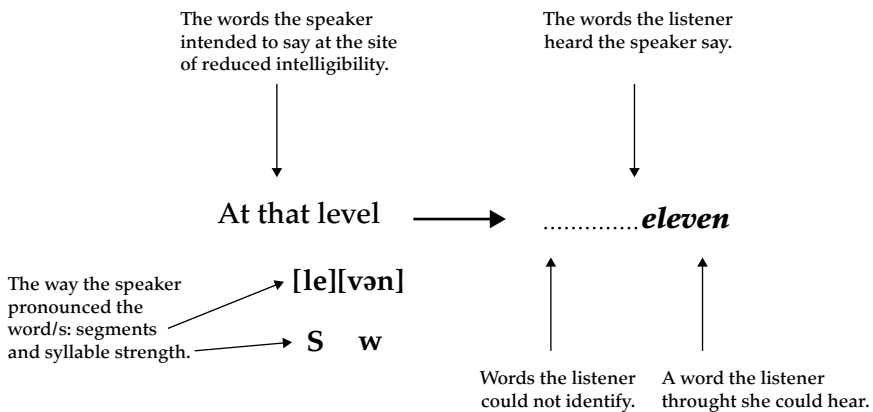 The words the speaker
intended to say at the site
of reduced intelligibility.
The words the listener
heard the speaker say.
At that level
..............eleven
The way the speaker
pronounced the
word/s: segments
and syllable strength.
[le][vən]
S w
Words the listener
could not identify.
A word the listener
throught she could hear.